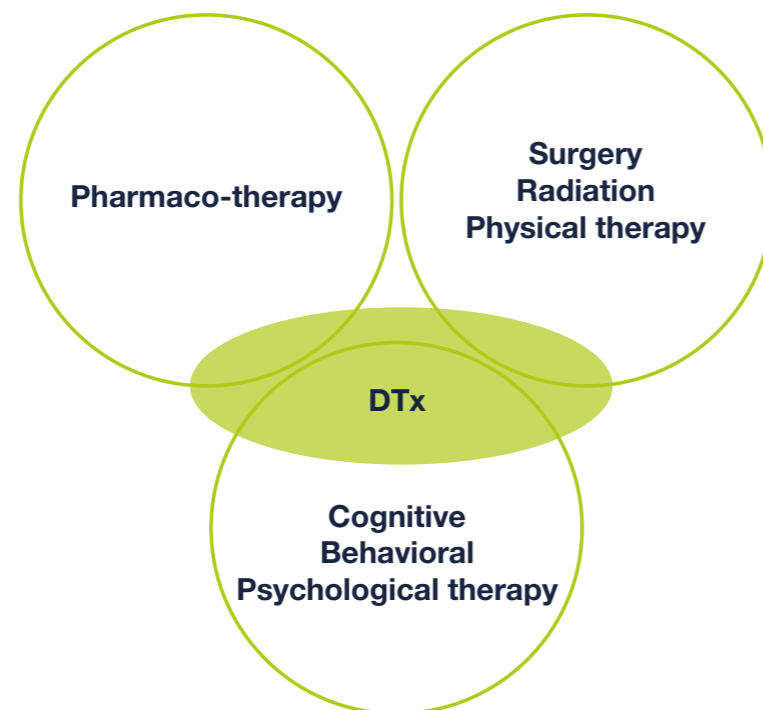 Pharmaco-therapy
Surgery
Radiation
Physical therapy
DTx
Cognitive
Behavioral
Psychological therapy